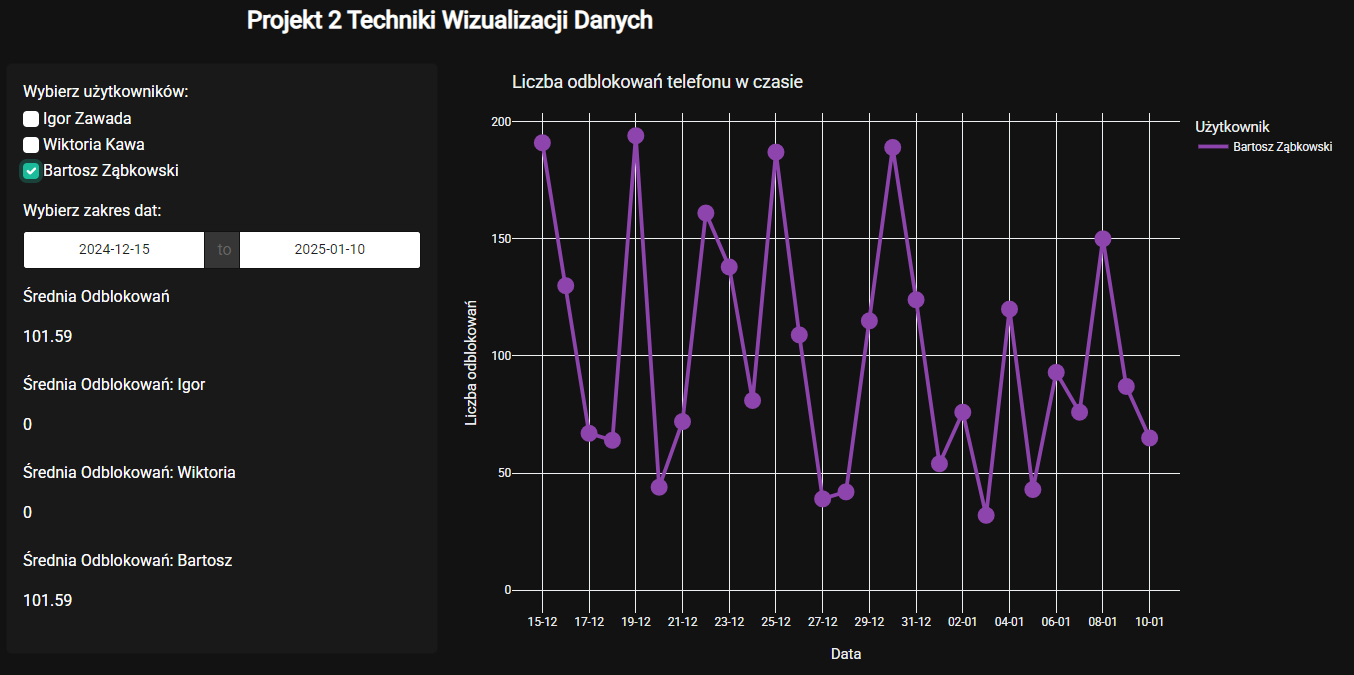 Projekt 2 Techniki Wizualizacji Danych
Wybierz użytkowników:
Igor Zawada
Wiktoria Kawa
Bartosz Ząbkowski
Wybierz zakres dat:
2024-12-15 to 2025-01-10
Średnia Odblokowań
101.59
Średnia Odblokowań: Igor
0
Średnia Odblokowań: Wiktoria
0
Średnia Odblokowań: Bartosz
101.59
Liczba odblokowań telefonu w czasie
Liczba odblokowań
200
150
100
50
0
15-12 17-12 19-12 21-12 23-12 25-12 27-12 29-12 31-12 02-01 04-01 06-01 08-01 10-01
Data
Użytkownik
Bartosz Ząbkowski